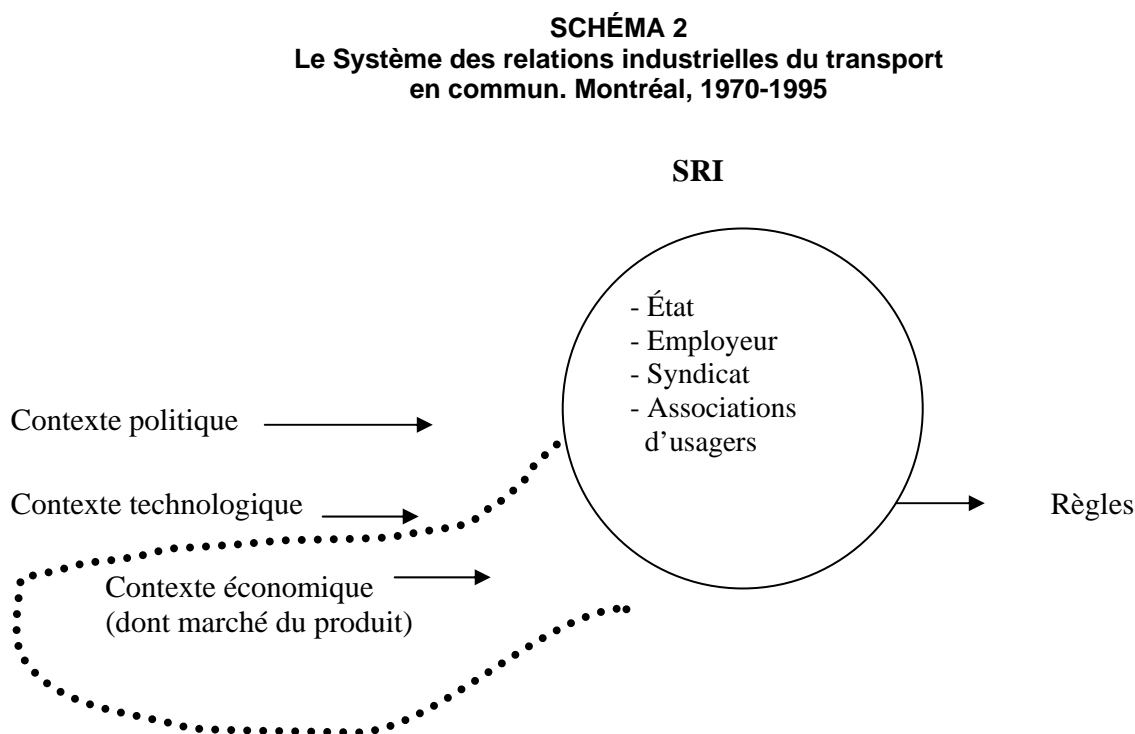 SCHÉMA 2
Le Système des relations industrielles du transport
en commun. Montréal, 1970-1995
SRI
- État
- Employeur
- Syndicat
- Associations
d’usagers
Contexte politique
Contexte technologique
Règles
Contexte économique
(dont marché du produit)